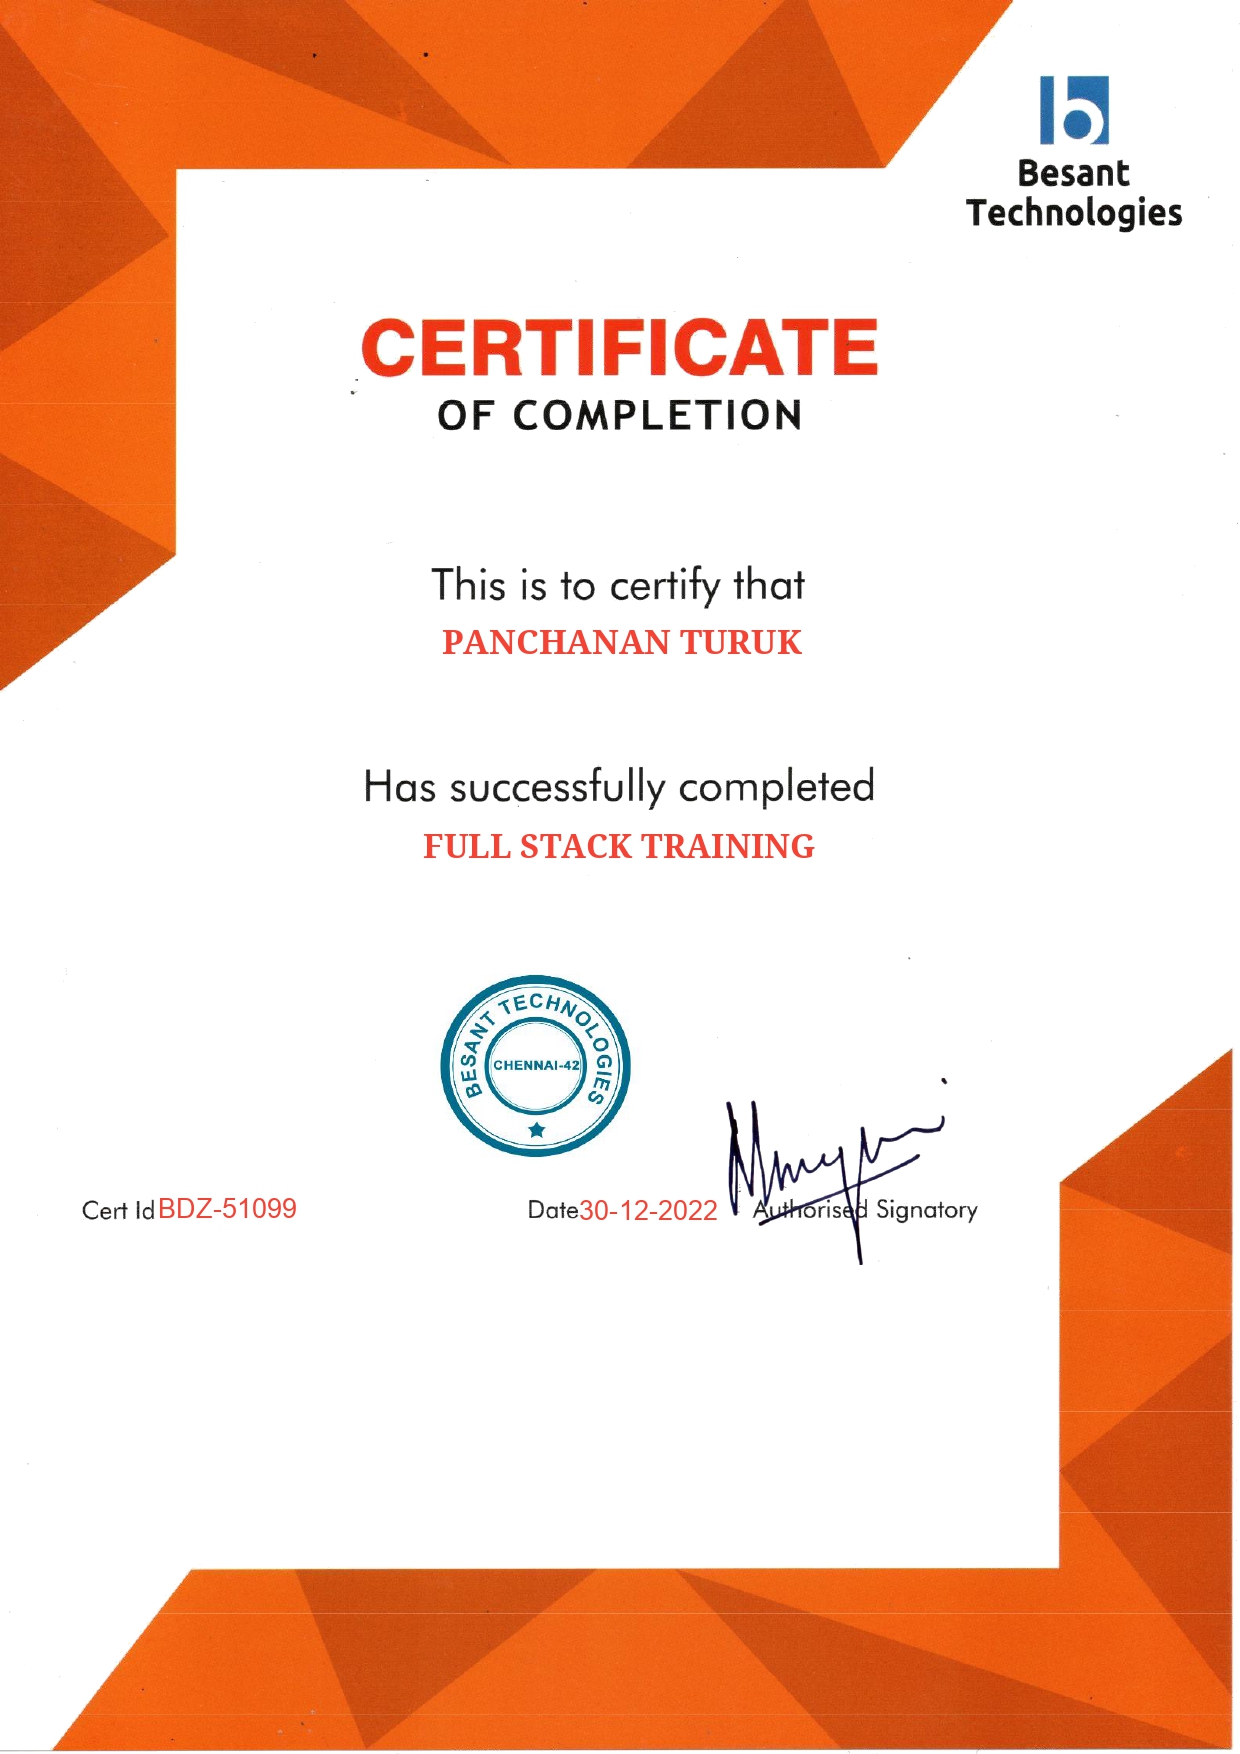 Besant
Technologies
CERTIFICATE
OF COMPLETION
This is to certify that
PANCHANAN TURUK
Has successfully completed
FULL STACK TRAINING
BESANT TECHNOLOGIES
CHENNAI-42
Cert Id BDZ-51099
Date 30-12-2022
Authorised Signatory